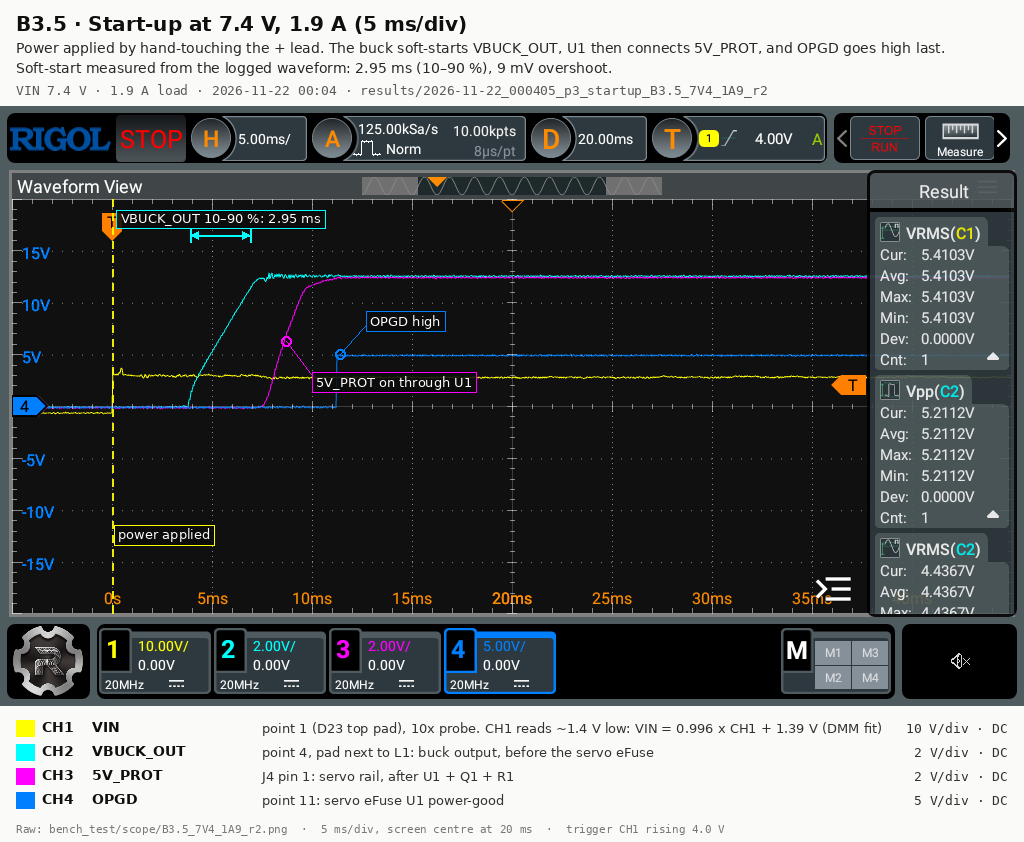 B3.5 · Start-up at 7.4 V, 1.9 A (5 ms/div)
Power applied by hand-touching the + lead. The buck soft-starts VBUCK_OUT, U1 then connects 5V_PROT, and OPGD goes high last.
Soft-start measured from the logged waveform: 2.95 ms (10–90 %), 9 mV overshoot.
VIN 7.4 V · 1.9 A load · 2026-11-22 00:04 · results/2026-11-22_000405_p3_startup_B3.5_7V4_1A9_r2
RIGOL STOP H 5.00ms/ A 125.00kSa/s 10.00kpts Norm 8µs/pt D 20.00ms T 1 4.00V A STOP RUN Measure
Waveform View
Result
T
VBUCK_OUT 10–90 %: 2.95 ms
15V
10V
5V
4
-5V
-10V
-15V
OPGD high
5V_PROT on through U1
T
power applied
0s 5ms 10ms 15ms 20ms 25ms 30ms 35ms
VRMS(C1)
Cur: 5.4103V
Avg: 5.4103V
Max: 5.4103V
Min: 5.4103V
Dev: 0.0000V
Cnt: 1
Vpp(C2)
Cur: 5.2112V
Avg: 5.2112V
Max: 5.2112V
Min: 5.2112V
Dev: 0.0000V
Cnt: 1
VRMS(C2)
Cur: 4.4367V
Avg: 4.4367V
Max: 4.4367V
R
1 10.00V/ 0.00V 20MHz
2 2.00V/ 0.00V 20MHz
3 2.00V/ 0.00V 20MHz
4 5.00V/ 0.00V 20MHz
M M1 M3 M2 M4
CH1 VIN point 1 (D23 top pad), 10x probe. CH1 reads ~1.4 V low: VIN = 0.996 x CH1 + 1.39 V (DMM fit) 10 V/div · DC
CH2 VBUCK_OUT point 4, pad next to L1: buck output, before the servo eFuse 2 V/div · DC
CH3 5V_PROT J4 pin 1: servo rail, after U1 + Q1 + R1 2 V/div · DC
CH4 OPGD point 11: servo eFuse U1 power-good 5 V/div · DC
Raw: bench_test/scope/B3.5_7V4_1A9_r2.png · 5 ms/div, screen centre at 20 ms · trigger CH1 rising 4.0 V